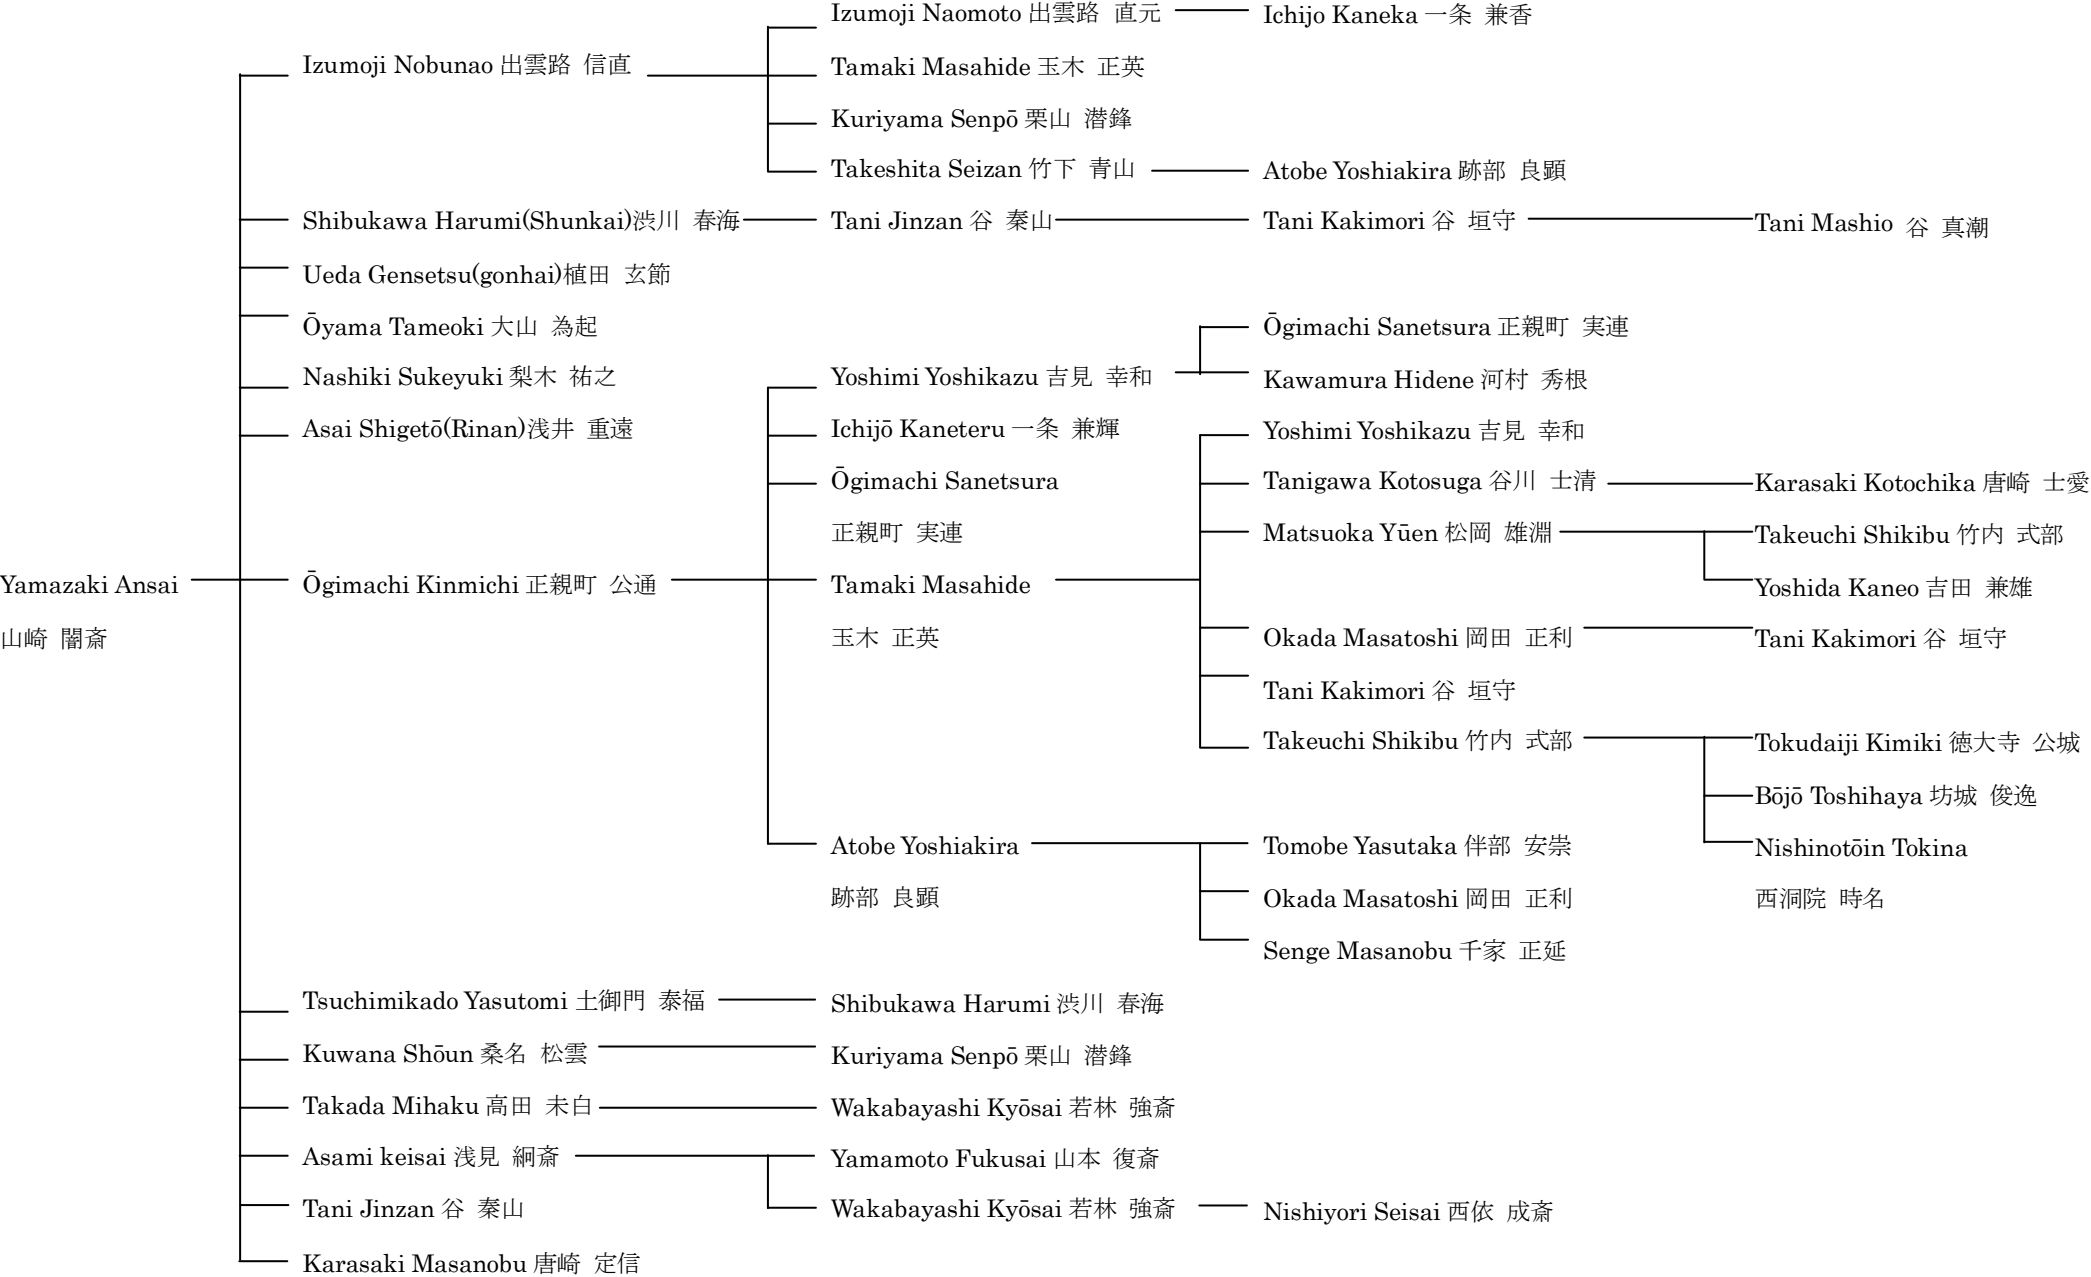 Izumoji Naomoto 出雲路 直元 Ichijo Kaneka 一条 兼香
Izumoji Nobunao 出雲路 信直 Tamaki Masahide 玉木 正英
Kuriyama Senpō 栗山 潜鋒
Takeshita Seizan 竹下 青山 Atobe Yoshiakira 跡部 良顕
Shibukawa Harumi(Shunkai)渋川 春海 Tani Jinzan 谷 秦山 Tani Kakimori 谷 垣守 Tani Mashio 谷 真潮
Ueda Gensetsu(gonhai)植田 玄節
Ōyama Tameoki 大山 為起 Ōgimachi Sanetsura 正親町 実連
Nashiki Sukeyuki 梨木 祐之 Yoshimi Yoshikazu 吉見 幸和 Kawamura Hidene 河村 秀根
Asai Shigetō(Rinan)浅井 重遠 Ichijō Kaneteru 一条 兼輝 Yoshimi Yoshikazu 吉見 幸和
Ōgimachi Sanetsura Tanigawa Kotosuga 谷川 士清 Karasaki Kotochika 唐崎 士愛
正親町 実連 Matsuoka Yūen 松岡 雄淵 Takeuchi Shikibu 竹内 式部
Yamazaki Ansai Ōgimachi Kinmichi 正親町 公通 Tamaki Masahide Yoshida Kaneo 吉田 兼雄
山崎 闇斎 玉木 正英 Okada Masatoshi 岡田 正利 Tani Kakimori 谷 垣守
Tani Kakimori 谷 垣守
Takeuchi Shikibu 竹内 式部 Tokudaiji Kimiki 徳大寺 公城
Bōjō Toshihaya 坊城 俊逸
Atobe Yoshiakira Tomobe Yasutaka 伴部 安崇 Nishinotōin Tokina
跡部 良顕 Okada Masatoshi 岡田 正利 西洞院 時名
Senge Masanobu 千家 正延
Tsuchimikado Yasutomi 土御門 泰福 Shibukawa Harumi 渋川 春海
Kuwana Shōun 桑名 松雲 Kuriyama Senpō 栗山 潜鋒
Takada Mihaku 高田 未白 Wakabayashi Kyōsai 若林 強斎
Asami keisai 浅見 絅斎 Yamamoto Fukusai 山本 復斎
Tani Jinzan 谷 秦山 Wakabayashi Kyōsai 若林 強斎 Nishiyori Seisai 西依 成斎
Karasaki Masanobu 唐崎 定信